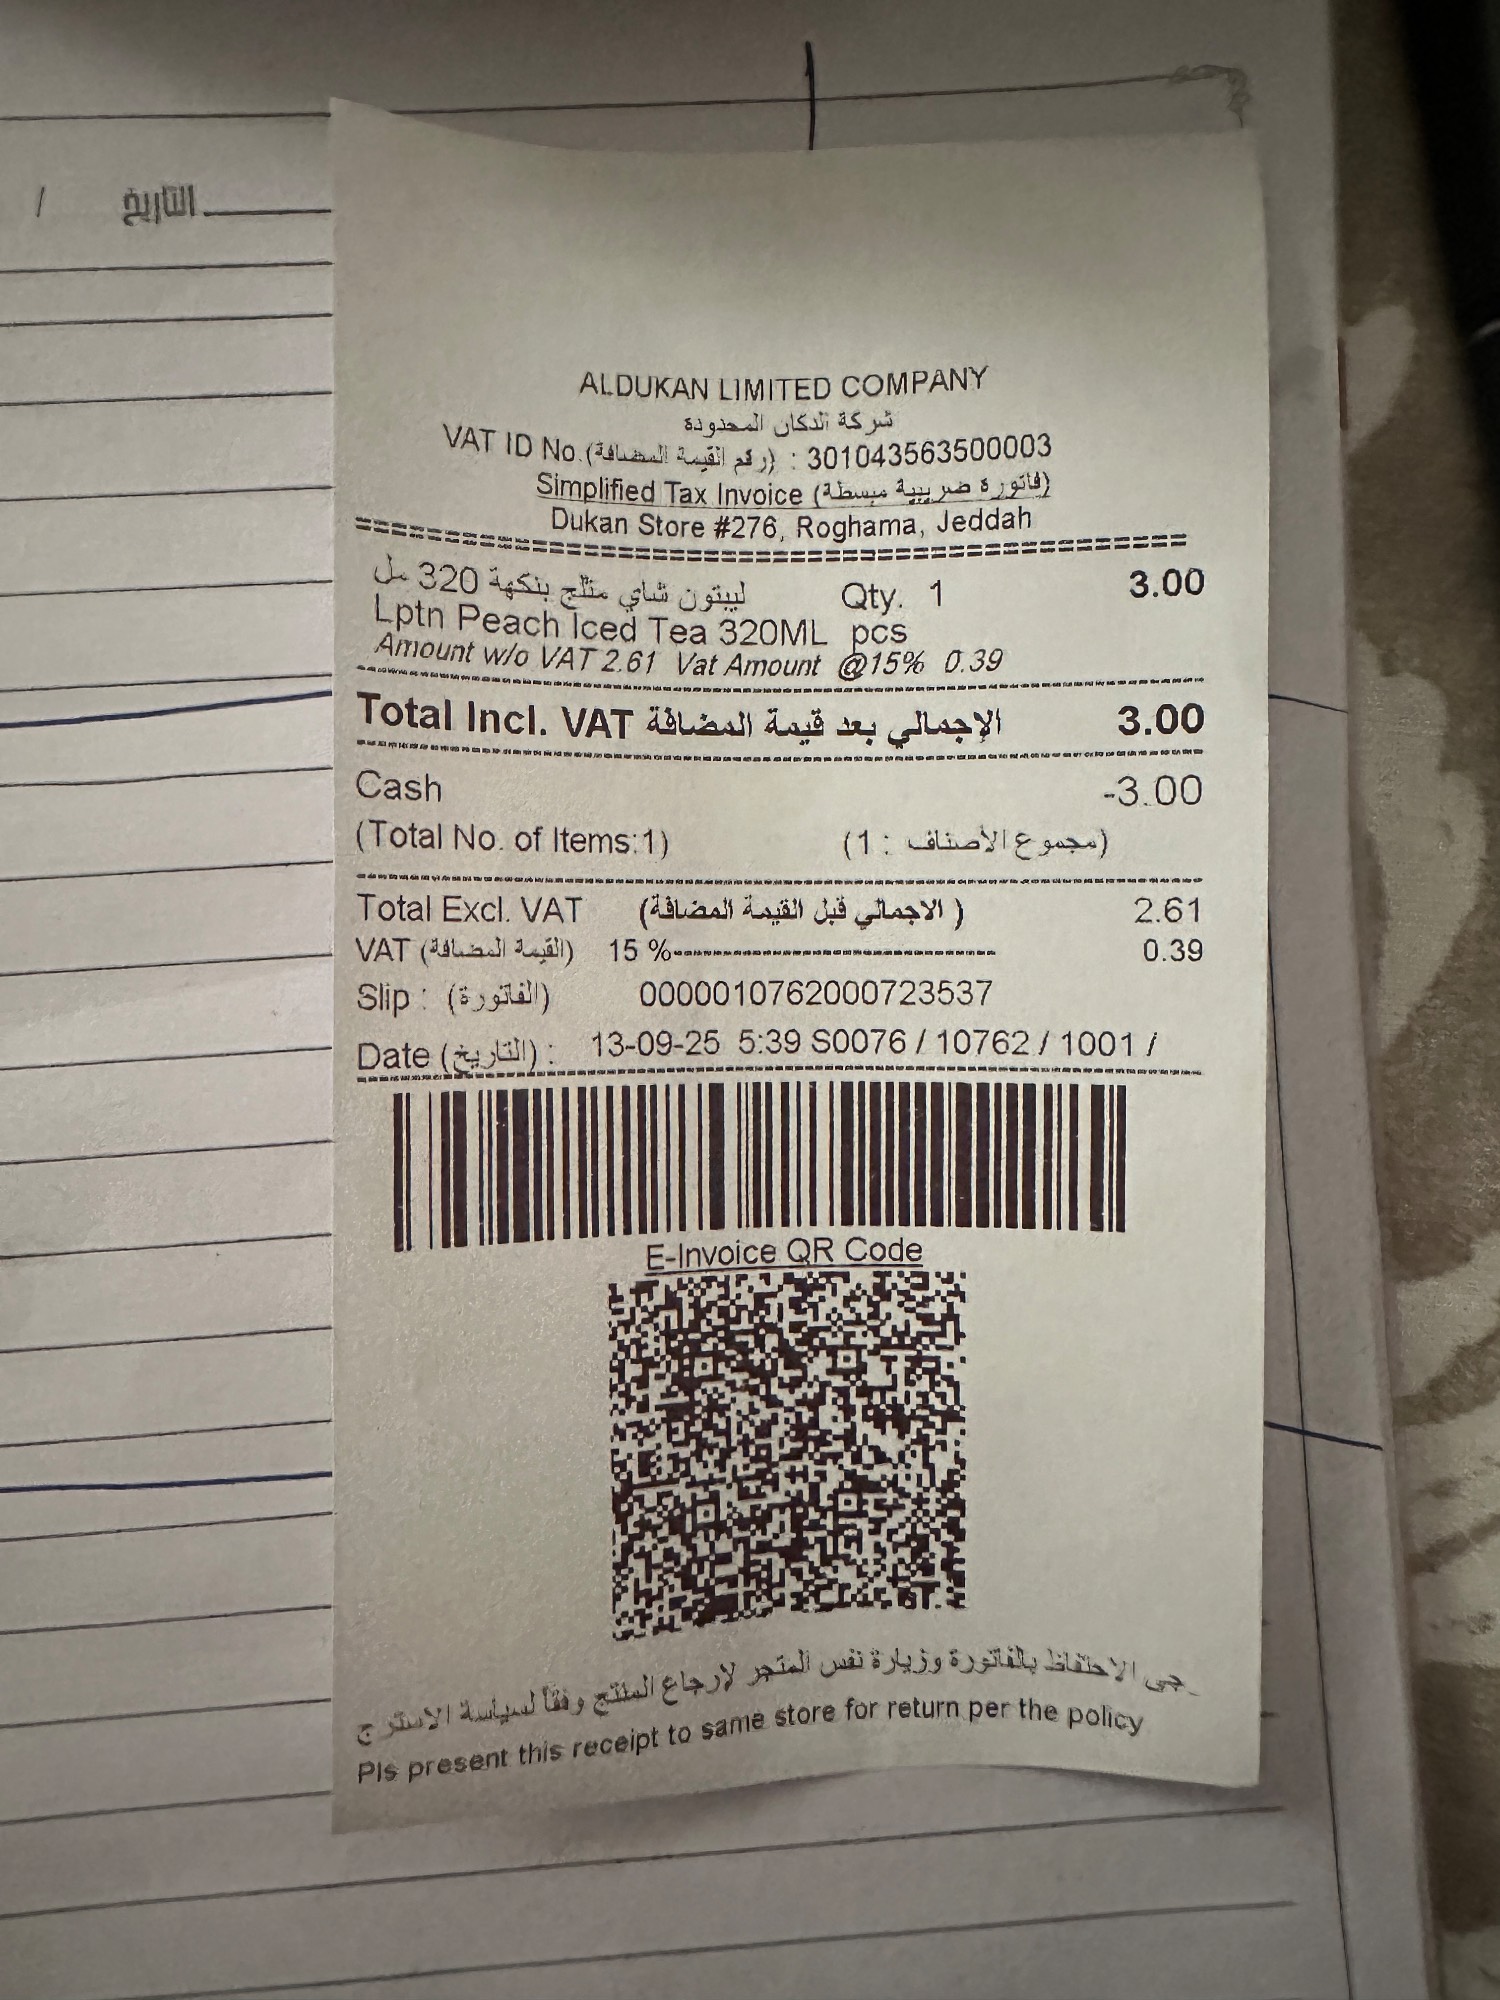 التاريخ /
ALDUKAN LIMITED COMPANY
شركة الدكان المحدودة
VAT ID No.(رقم القيمة المضافة) : 301043563500003
Simplified Tax Invoice (فاتورة ضريبية مبسطة)
Dukan Store #276, Roghama, Jeddah
ليبتون شاي مثلج بنكهة 320 مل Qty. 1 3.00
Lptn Peach Iced Tea 320ML pcs
Amount w/o VAT 2.61 Vat Amount @15% 0.39
Total Incl. VAT الإجمالي بعد قيمة المضافة 3.00
Cash -3.00
(Total No. of Items:1) (مجموع الأصناف : 1)
Total Excl. VAT (الاجمالي قبل القيمة المضافة ) 2.61
VAT (القيمة المضافة) 15 %---------------------------------- 0.39
Slip : (الفاتورة) 0000010762000723537
Date (التاريخ) : 13-09-25 5:39 S0076 / 10762 / 1001 /
E-Invoice QR Code
جى الاحتفاظ بالفاتورة وزيارة نفس المتجر لإرجاع المنتج وفقاً لسياسة الاسترج
Pls present this receipt to same store for return per the policy